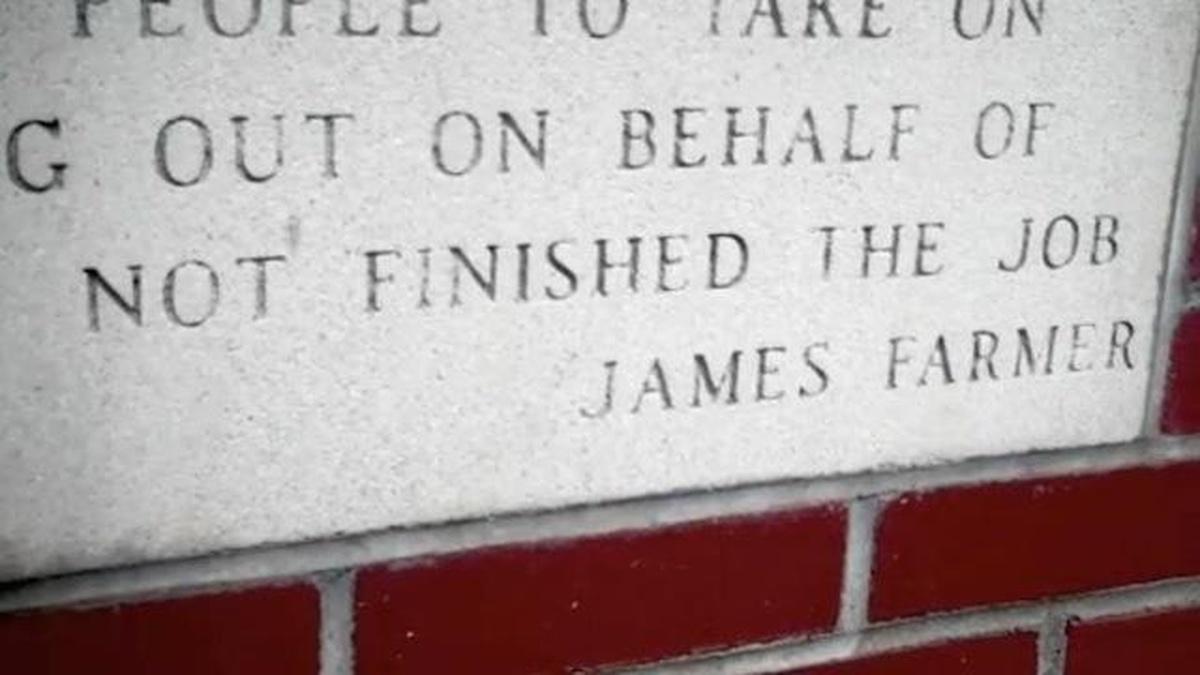 PEOPLE TO TAKE ON
G OUT ON BEHALF OF
NOT FINISHED THE JOB
JAMES FARMER